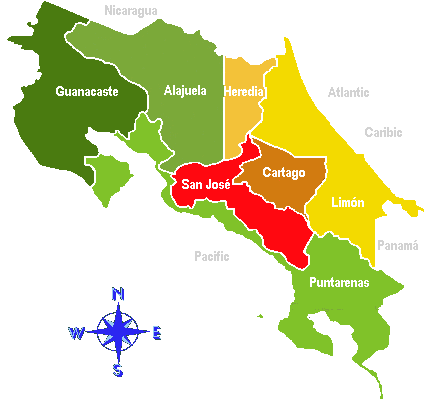 Nicaragua
Guanacaste
Alajuela
Heredia
Atlantic
Caribic
San José
Cartago
Limón
Panamá
Pacific
Puntarenas
N
W E
S